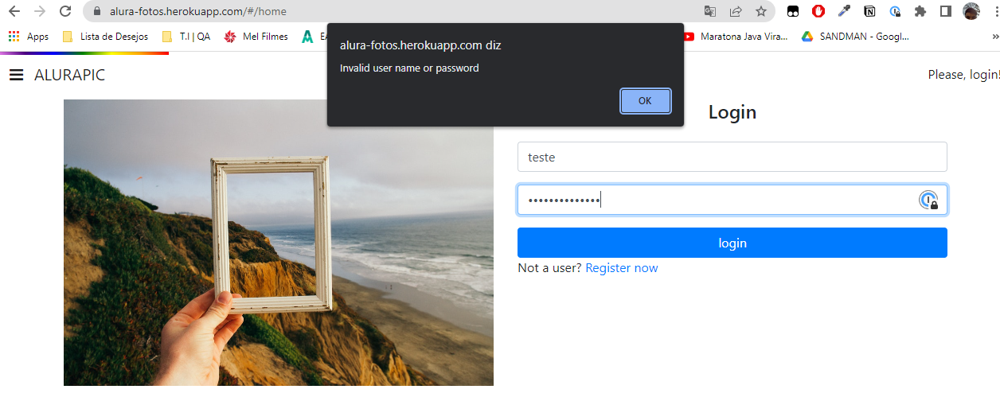 alura-fotos.herokuapp.com/#/home
Apps Lista de Desejos T.I | QA Mel Filmes Maratona Java Vira... SANDMAN - Googl... »
alura-fotos.herokuapp.com diz
Invalid user name or password
OK
ALURAPIC
Please, login!
Login
teste
••••••••••••••
login
Not a user? Register now